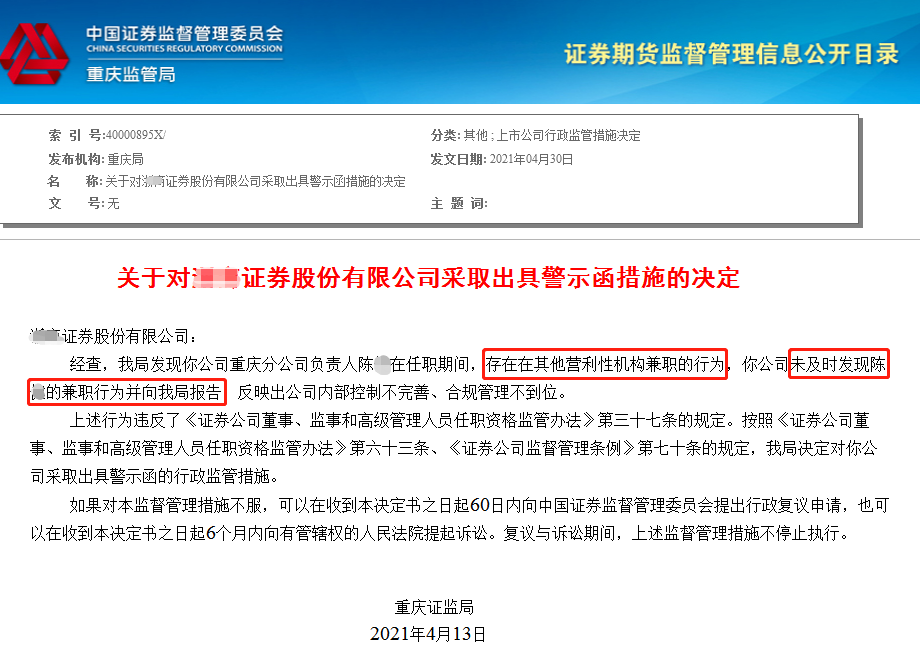 中国证券监督管理委员会
CHINA SECURITIES REGULATORY COMMISSION
重庆监管局
证券期货监督管理信息公开目录
索 引 号:40000895X/
分类: 其他 ; 上市公司行政监管措施决定
发布机构: 重庆局
发文日期: 2021年04月30日
名 称: 关于对 证券股份有限公司采取出具警示函措施的决定
文 号: 无
主 题 词:
关于对 证券股份有限公司采取出具警示函措施的决定
证券股份有限公司：
经查，我局发现你公司重庆分公司负责人陈 在任职期间，存在在其他营利性机构兼职的行为，你公司未及时发现陈
的兼职行为并向我局报告 反映出公司内部控制不完善、合规管理不到位。
上述行为违反了《证券公司董事、监事和高级管理人员任职资格监管办法》第三十七条的规定。按照《证券公司董
事、监事和高级管理人员任职资格监管办法》第六十三条、《证券公司监督管理条例》第七十条的规定，我局决定对你公
司采取出具警示函的行政监管措施。
如果对本监督管理措施不服，可以在收到本决定书之日起60日内向中国证券监督管理委员会提出行政复议申请，也可
以在收到本决定书之日起6个月内向有管辖权的人民法院提起诉讼。复议与诉讼期间，上述监督管理措施不停止执行。
重庆证监局
2021年4月13日